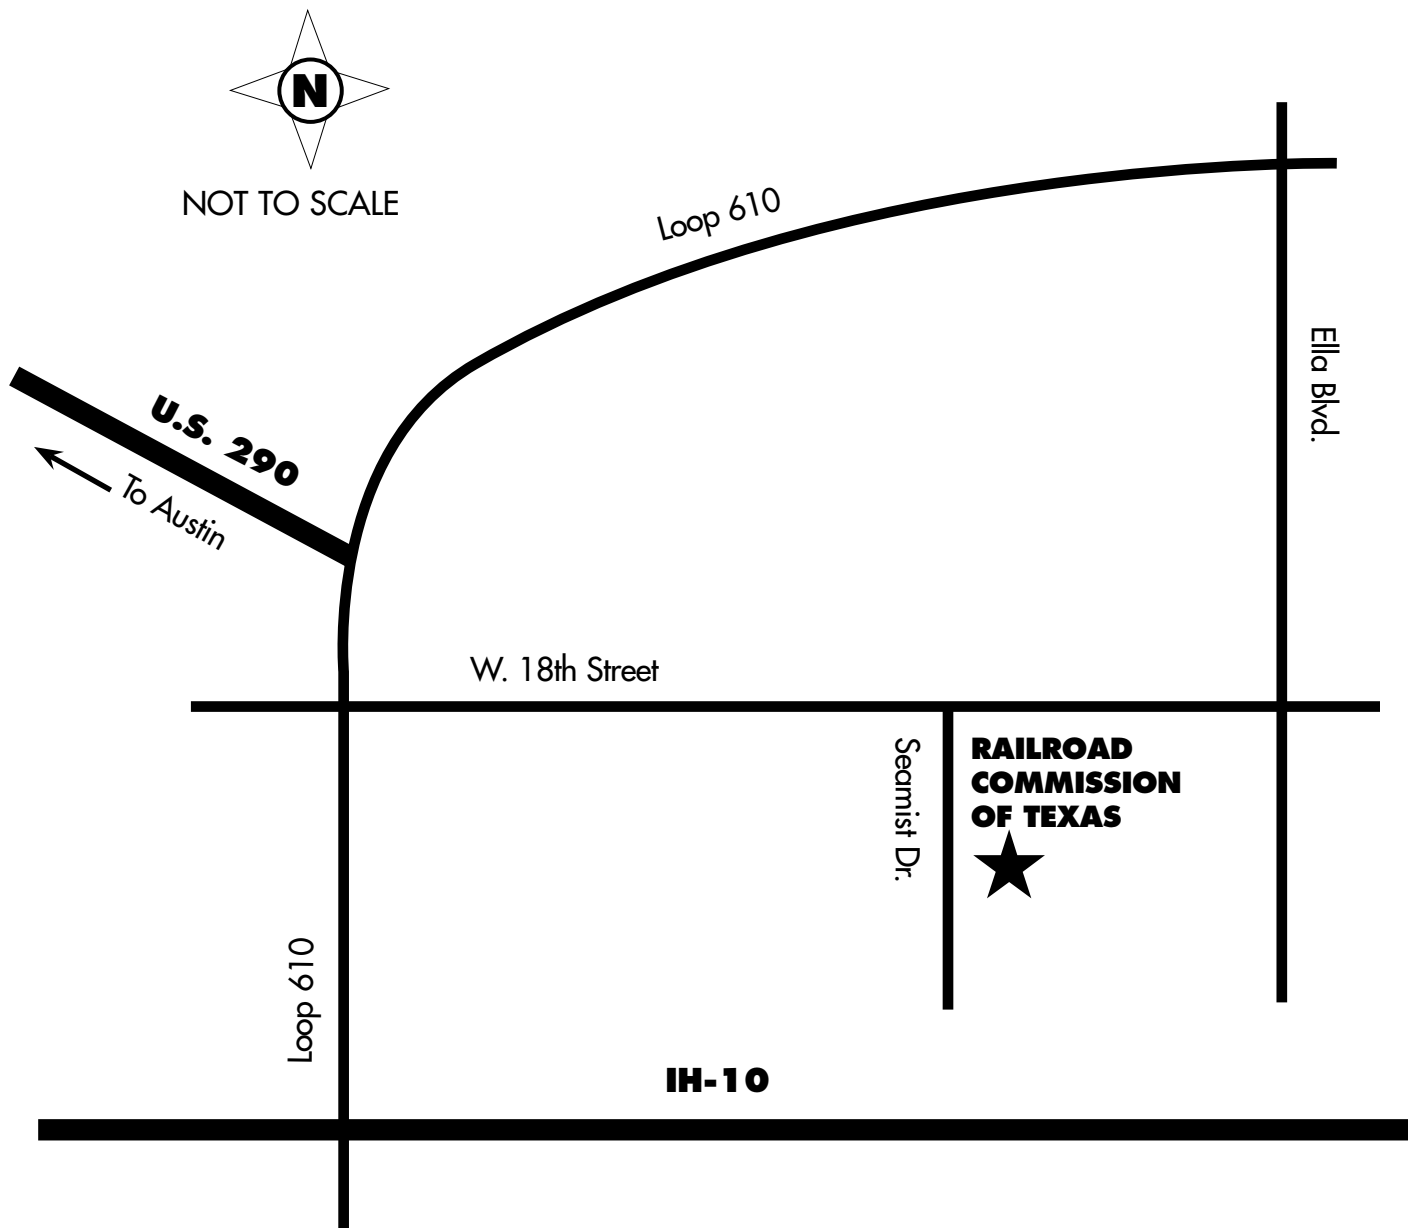 N
NOT TO SCALE
Loop 610
Ella Blvd.
U.S. 290
To Austin
W. 18th Street
Seamist Dr.
RAILROAD
COMMISSION
OF TEXAS
Loop 610
IH-10